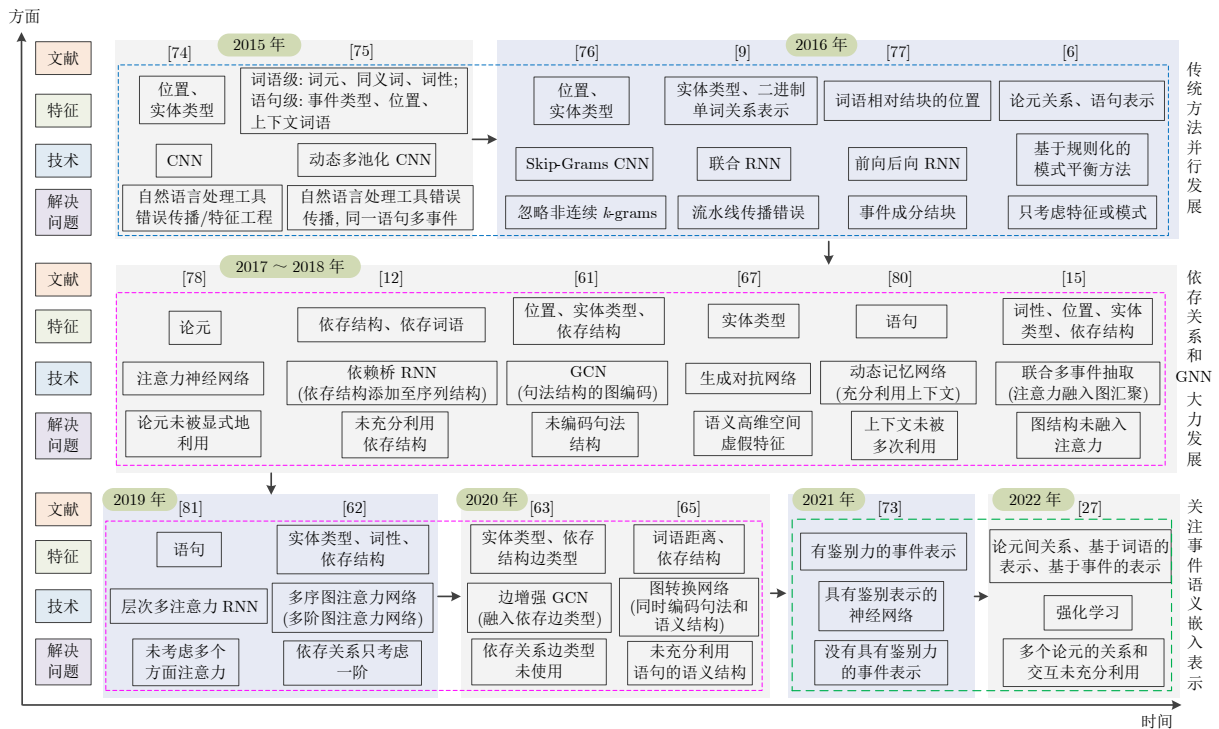 方面
2015 年
2016 年
文献
[74]
[75]
[76]
[9]
[77]
[6]
特征
位置、
实体类型
词语级: 词元、同义词、词性;
语句级: 事件类型、位置、
上下文词语
位置、
实体类型
实体类型、二进制
单词关系表示
词语相对结块的位置
论元关系、语句表示
技术
CNN
动态多池化 CNN
Skip-Grams CNN
联合 RNN
前向后向 RNN
基于规则化的
模式平衡方法
解决
问题
自然语言处理工具
错误传播/特征工程
自然语言处理工具错误
传播, 同一语句多事件
忽略非连续 k-grams
流水线传播错误
事件成分结块
只考虑特征或模式
传统方法并行发展
2017 ～ 2018 年
文献
[78]
[12]
[61]
[67]
[80]
[15]
特征
论元
依存结构、依存词语
位置、实体类型、
依存结构
实体类型
语句
词性、位置、实体
类型、依存结构
技术
注意力神经网络
依赖桥 RNN
(依存结构添加至序列结构)
GCN
(句法结构的图编码)
生成对抗网络
动态记忆网络
(充分利用上下文)
联合多事件抽取
(注意力融入图汇聚)
解决
问题
论元未被显式地
利用
未充分利用
依存结构
未编码句法
结构
语义高维空间
虚假特征
上下文未被
多次利用
图结构未融入
注意力
依存关系和
GNN
大力发展
2019 年
2020 年
2021 年
2022 年
文献
[81]
[62]
[63]
[65]
[73]
[27]
特征
语句
实体类型、词性、
依存结构
实体类型、依存
结构边类型
词语距离、
依存结构
有鉴别力的事件表示
论元间关系、基于词语的
表示、基于事件的表示
技术
层次多注意力 RNN
多序图注意力网络
(多阶图注意力网络)
边增强 GCN
(融入依存边类型)
图转换网络
(同时编码句法和
语义结构)
具有鉴别表示的
神经网络
强化学习
解决
问题
未考虑多个
方面注意力
依存关系只考虑
一阶
依存关系边类型
未使用
未充分利用
语句的语义结构
没有具有鉴别力
的事件表示
多个论元的关系和
交互未充分利用
关注事件语义嵌入表示
时间